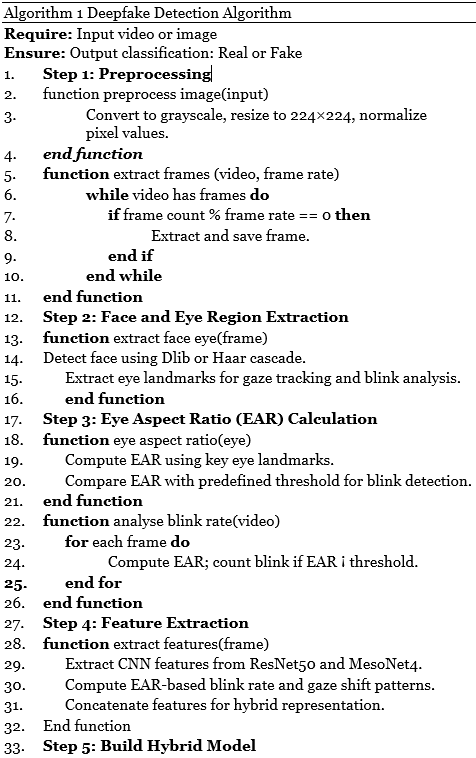 Algorithm 1 Deepfake Detection Algorithm
Require: Input video or image
Ensure: Output classification: Real or Fake
1. Step 1: Preprocessing
2. function preprocess image(input)
3. Convert to grayscale, resize to 224×224, normalize
pixel values.
4. end function
5. function extract frames (video, frame rate)
6. while video has frames do
7. if frame count % frame rate == 0 then
8. Extract and save frame.
9. end if
10. end while
11. end function
12. Step 2: Face and Eye Region Extraction
13. function extract face eye(frame)
14. Detect face using Dlib or Haar cascade.
15. Extract eye landmarks for gaze tracking and blink analysis.
16. end function
17. Step 3: Eye Aspect Ratio (EAR) Calculation
18. function eye aspect ratio(eye)
19. Compute EAR using key eye landmarks.
20. Compare EAR with predefined threshold for blink detection.
21. end function
22. function analyse blink rate(video)
23. for each frame do
24. Compute EAR; count blink if EAR ¡ threshold.
25. end for
26. end function
27. Step 4: Feature Extraction
28. function extract features(frame)
29. Extract CNN features from ResNet50 and MesoNet4.
30. Compute EAR-based blink rate and gaze shift patterns.
31. Concatenate features for hybrid representation.
32. End function
33. Step 5: Build Hybrid Model